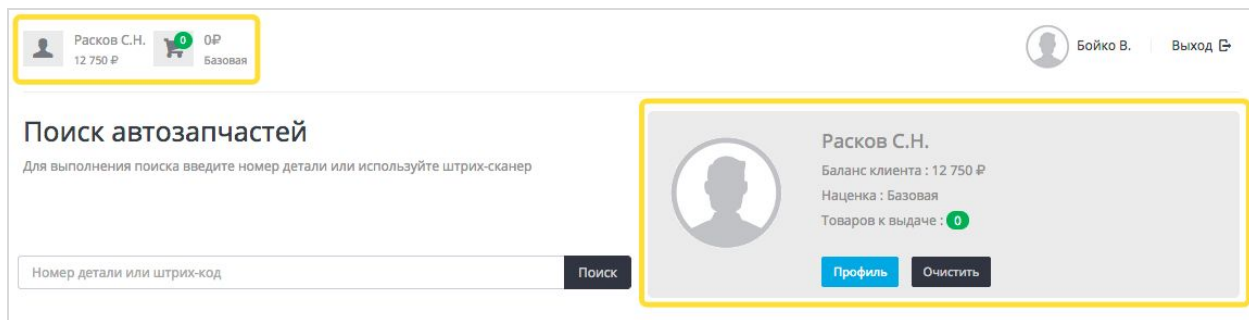 Расков С.Н.
12 750 ₽
0
0₽
Базовая
Бойко В.
Выход
Поиск автозапчастей
Для выполнения поиска введите номер детали или используйте штрих-сканер
Номер детали или штрих-код
Поиск
Расков С.Н.
Баланс клиента : 12 750 ₽
Наценка : Базовая
Товаров к выдаче : 0
Профиль
Очистить